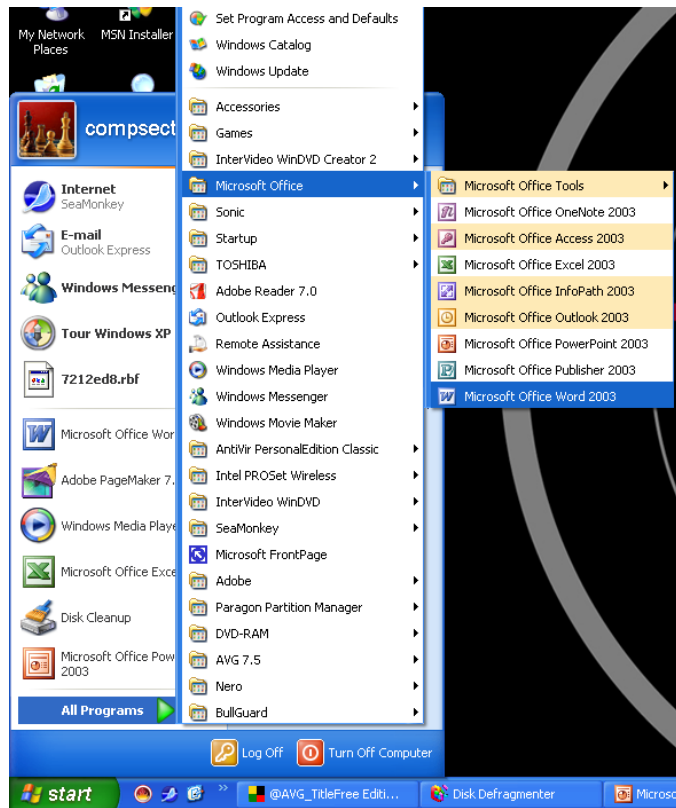 My Network
Places
MSN Installer
compsect
Internet
SeaMonkey
E-mail
Outlook Express
Windows Messeng
Tour Windows XP
7212ed8.rbf
Microsoft Office Wor
Adobe PageMaker 7.
Windows Media Playe
Microsoft Office Exce
Disk Cleanup
Microsoft Office Pow
2003
All Programs
Set Program Access and Defaults
Windows Catalog
Windows Update
Accessories
Games
InterVideo WinDVD Creator 2
Microsoft Office
Sonic
Startup
TOSHIBA
Adobe Reader 7.0
Outlook Express
Remote Assistance
Windows Media Player
Windows Messenger
Windows Movie Maker
AntiVir PersonalEdition Classic
Intel PROSet Wireless
InterVideo WinDVD
SeaMonkey
Microsoft FrontPage
Adobe
Paragon Partition Manager
DVD-RAM
AVG 7.5
Nero
BullGuard
Microsoft Office Tools
Microsoft Office OneNote 2003
Microsoft Office Access 2003
Microsoft Office Excel 2003
Microsoft Office InfoPath 2003
Microsoft Office Outlook 2003
Microsoft Office PowerPoint 2003
Microsoft Office Publisher 2003
Microsoft Office Word 2003
Log Off
Turn Off Computer
start
@AVG_TitleFree Editi...
Disk Defragmenter
Microso